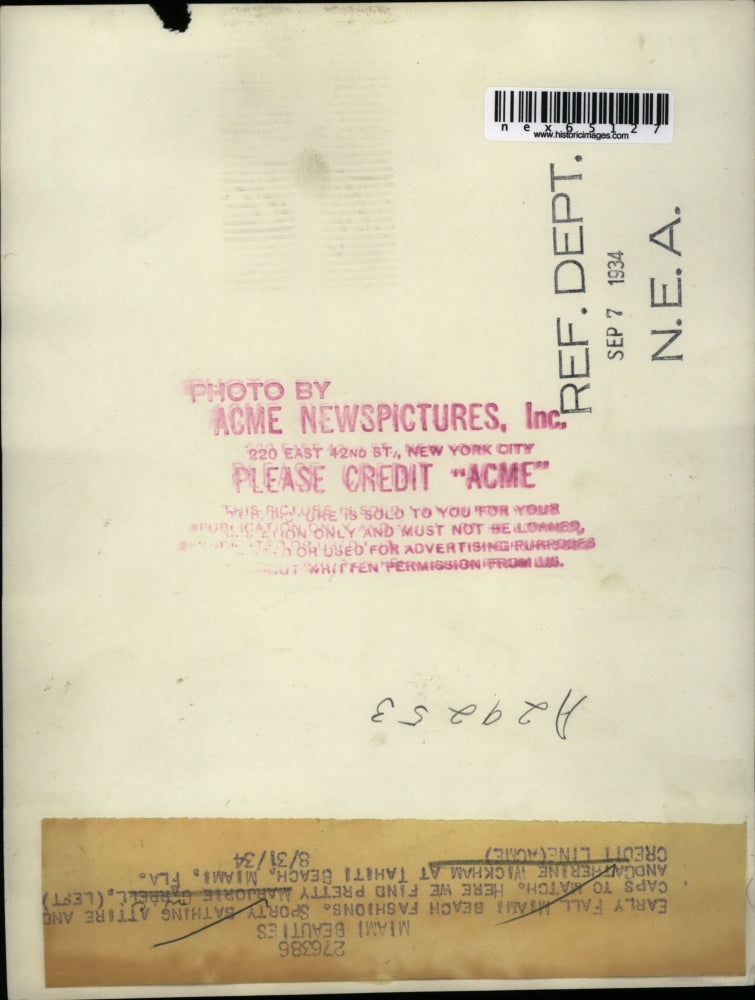 nex65127
www.historicimages.com
REF. DEPT.
SEP 7 1934
N. E. A.
PHOTO BY
ACME NEWSPICTURES, Inc.
220 EAST 42ND ST., NEW YORK CITY
PLEASE CREDIT "ACME"
THIS PICTURE IS SOLD TO YOU FOR YOUR
PUBLICATION ONLY AND MUST NOT BE LOANED,
OR USED FOR ADVERTISING PURPOSES
WRITTEN PERMISSION FROM US.
A29253
276386
MIAMI BEAUTIES
EARLY FALL MIAMI BEACH FASHIONS. SPORTY BATHING ATTIRE AND
CAPS TO MATCH. HERE WE FIND PRETTY MARJORIE (LEFT)
AND CATHERINE WICKHAM AT TAHITI BEACH, MIAMI, FLA.
CREDIT LINE(ACME) 8/31/34